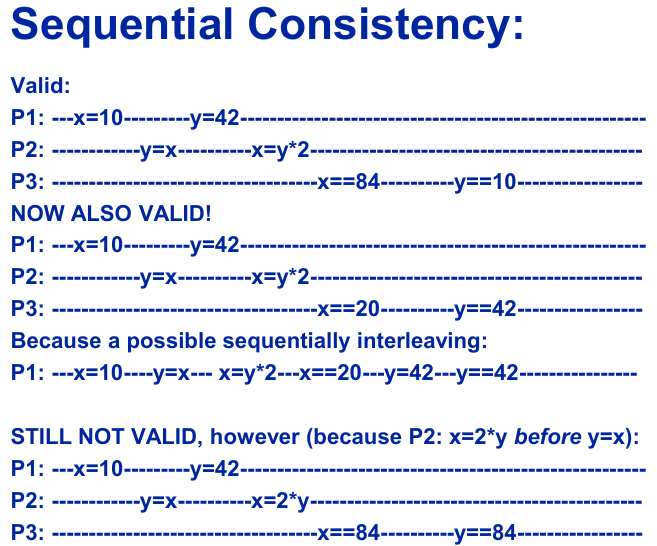 Sequential Consistency:
Valid:
P1: ---x=10---------y=42-------------------------------------------------------
P2: ------------y=x----------x=y*2---------------------------------------------
P3: ------------------------------------x==84----------y==10-----------------
NOW ALSO VALID!
P1: ---x=10---------y=42-------------------------------------------------------
P2: ------------y=x----------x=y*2---------------------------------------------
P3: ------------------------------------x==20----------y==42-----------------
Because a possible sequentially interleaving:
P1: ---x=10----y=x--- x=y*2---x==20---y=42---y==42----------------
STILL NOT VALID, however (because P2: x=2*y before y=x):
P1: ---x=10---------y=42-------------------------------------------------------
P2: ------------y=x----------x=2*y---------------------------------------------
P3: ------------------------------------x==84----------y==84-----------------